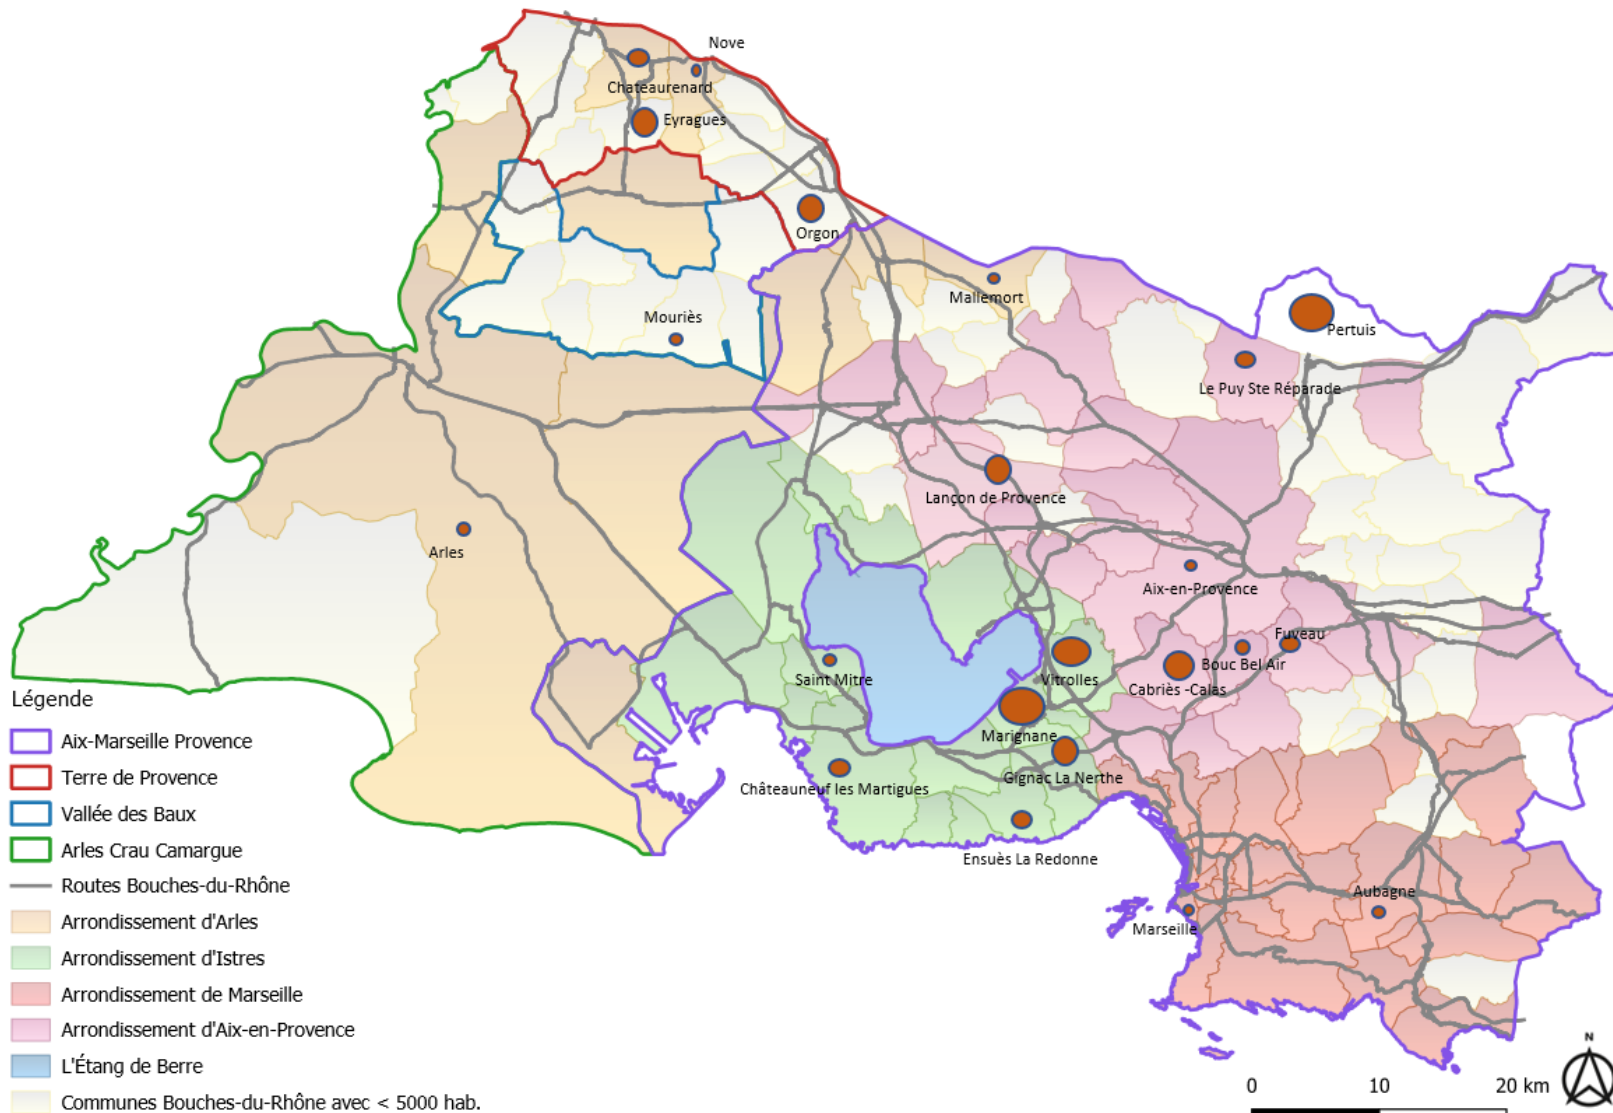 Nove
Chateaurenard
Eyragues
Orgon
Mallemort
Mouriès
Pertuis
Le Puy Ste Réparade
Lançon de Provence
Arles
Aix-en-Provence
Fuveau
Bouc Bel Air
Saint Mitre
Vitrolles
Cabriès -Calas
Marignane
Gignac La Nerthe
Châteauneuf les Martigues
Ensuès La Redonne
Aubagne
Marseille
Légende
Aix-Marseille Provence
Terre de Provence
Vallée des Baux
Arles Crau Camargue
Routes Bouches-du-Rhône
Arrondissement d'Arles
Arrondissement d'Istres
Arrondissement de Marseille
Arrondissement d'Aix-en-Provence
L'Étang de Berre
Communes Bouches-du-Rhône avec < 5000 hab.
N
0 10 20 km